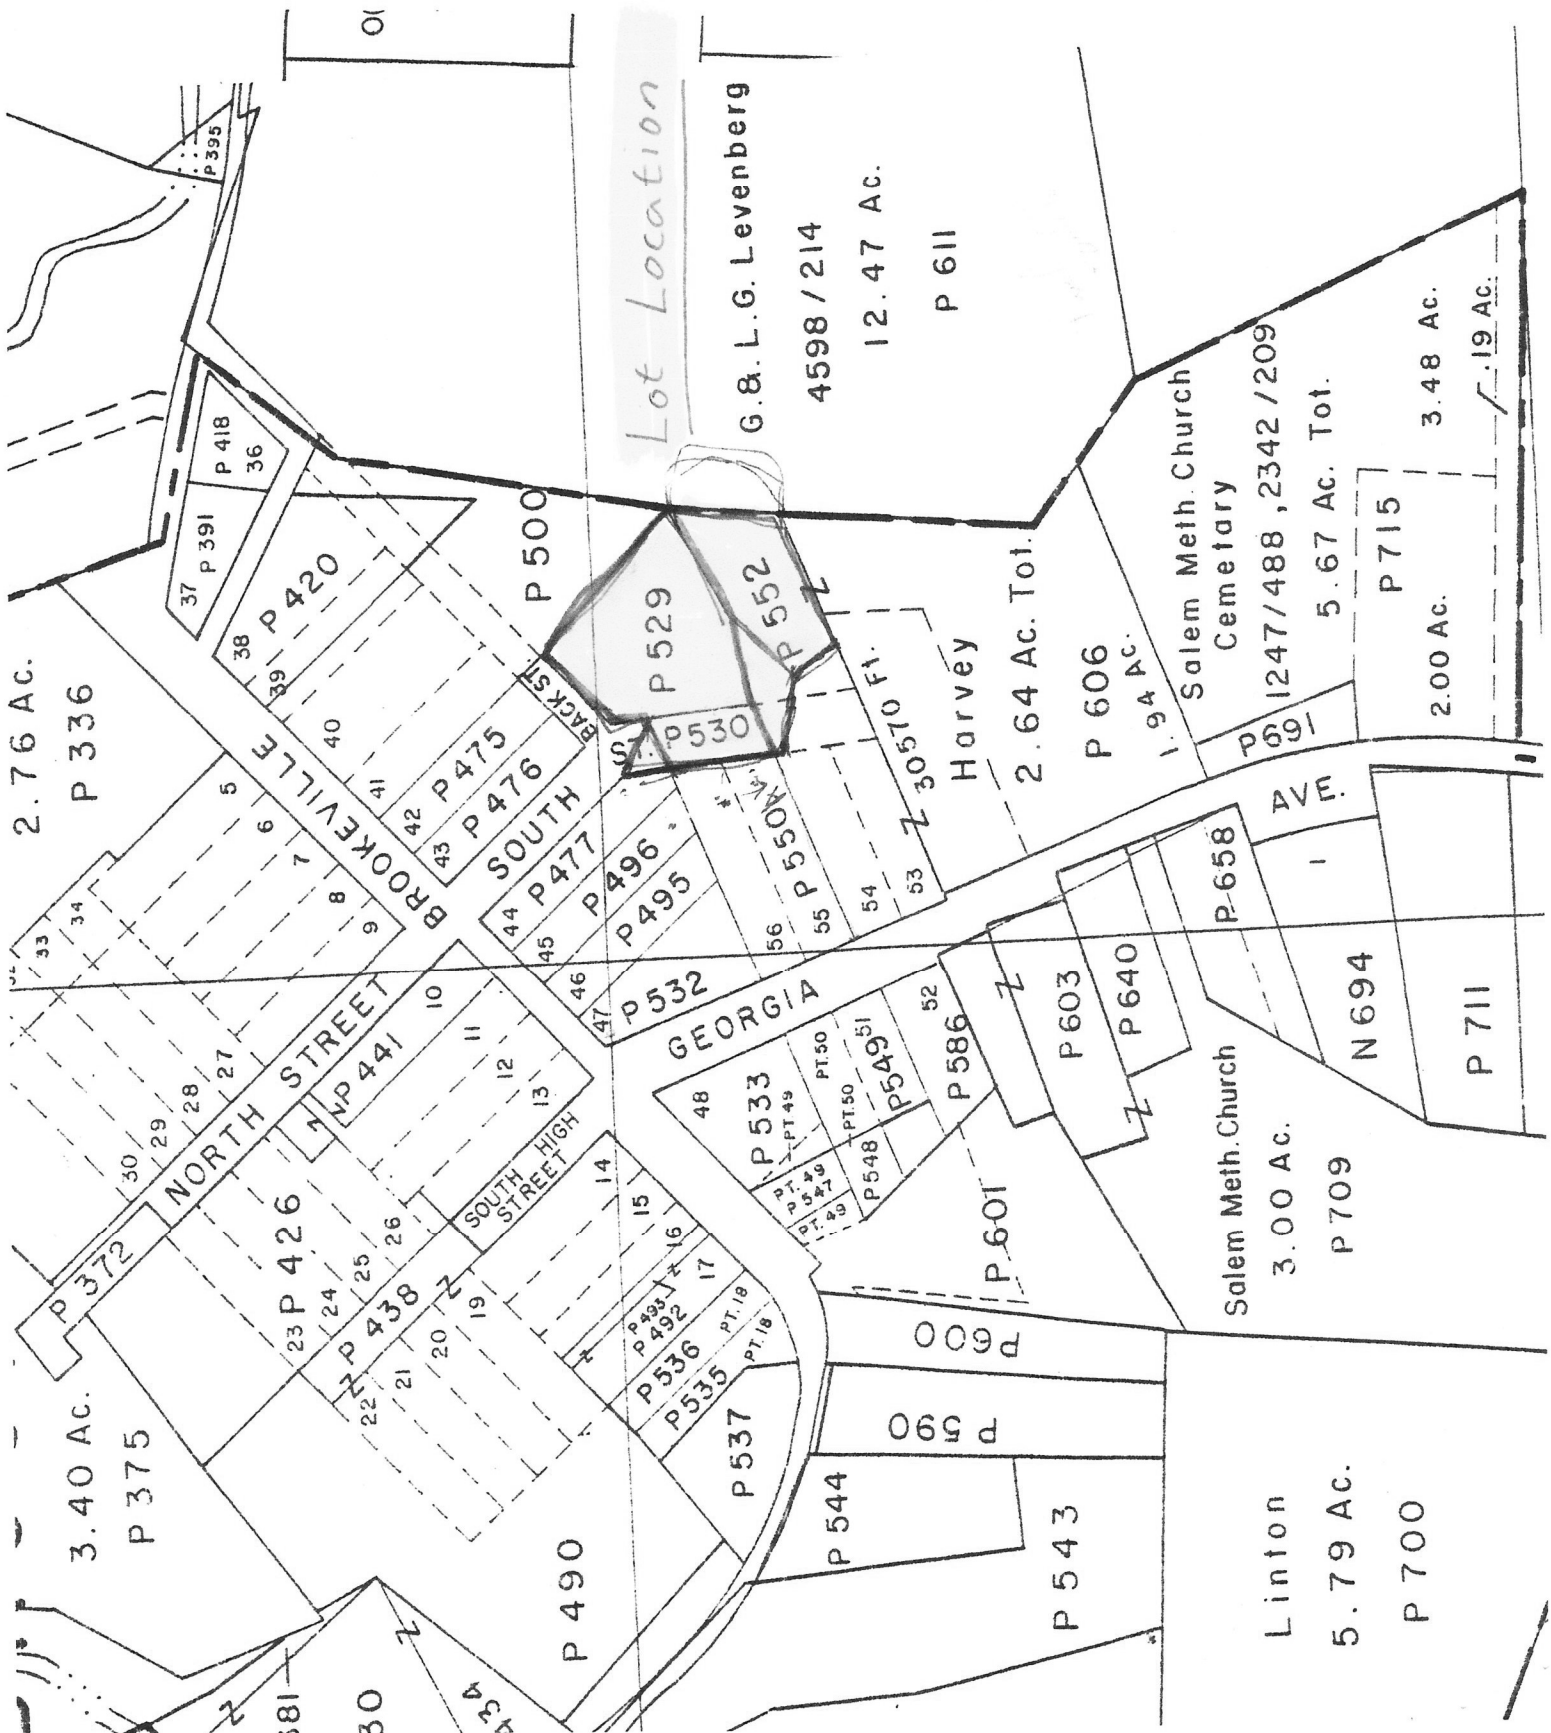 Lot Location
G.&.L.G. Levenberg
4598/214
12.47 Ac.
P 611
P395
P 418
36
37
P 391
38
P 420
39
40
41
42
P 475
43
P 476
P 500
BACK ST
SOUTH
ST.
P 529
P 552
P530
2.76 Ac.
P 336
BROOKEVILLE
5
6
7
8
9
33
34
44
P 477
45
P 496
46
P 495
47
P 532
56
P 550
55
54
53
Z 30570 Ft.
Harvey
2.64 Ac. Tot.
P 606
1.94 Ac.
Salem Meth. Church
Cemetary
1247/488 ,2342/209
5.67 Ac. Tot.
3.48 Ac.
.19 Ac.
P 715
2.00 Ac.
P691
GEORGIA
AVE.
P-658
1
P 640
P 603
N 694
P 711
NORTH STREET
P 441
10
11
12
13
27
28
29
30
P 372
P 426
23
24
25
26
P 438
19
20
21
22
SOUTH HIGH
STREET
14
15
16
17
P 493
P 492
P 536
PT. 18
P 535
PT. 18
P 537
48
P 533
PT. 49
PT.50
PT.50
51
P549
52
P 586
PT. 49
P 547
PT. 49
P548
P 601
Salem Meth. Church
3.00 Ac.
P 709
P 600
P 590
P 544
P 543
3.40 Ac.
P 375
P 490
Linton
5.79 Ac.
P 700